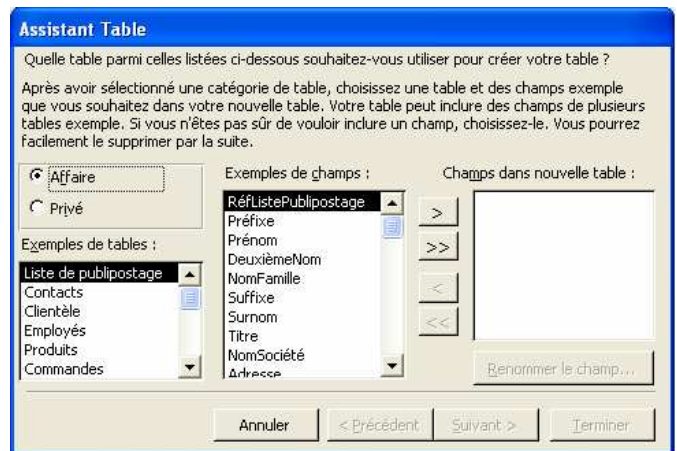 Assistant Table
Quelle table parmi celles listées ci-dessous souhaitez-vous utiliser pour créer votre table ?
Après avoir sélectionné une catégorie de table, choisissez une table et des champs exemple
que vous souhaitez dans votre nouvelle table. Votre table peut inclure des champs de plusieurs
tables exemple. Si vous n'êtes pas sûr de vouloir inclure un champ, choisissez-le. Vous pourrez
facilement le supprimer par la suite.
Affaire
Privé
Exemples de tables :
Liste de publipostage
Contacts
Clientèle
Employés
Produits
Commandes
Exemples de champs :
RéfListePublipostage
Préfixe
Prénom
DeuxièmeNom
NomFamille
Suffixe
Surnom
Titre
NomSociété
Adresse
>
>>
<
<<
Champs dans nouvelle table :
Renommer le champ...
Annuler
< Précédent
Suivant >
Terminer